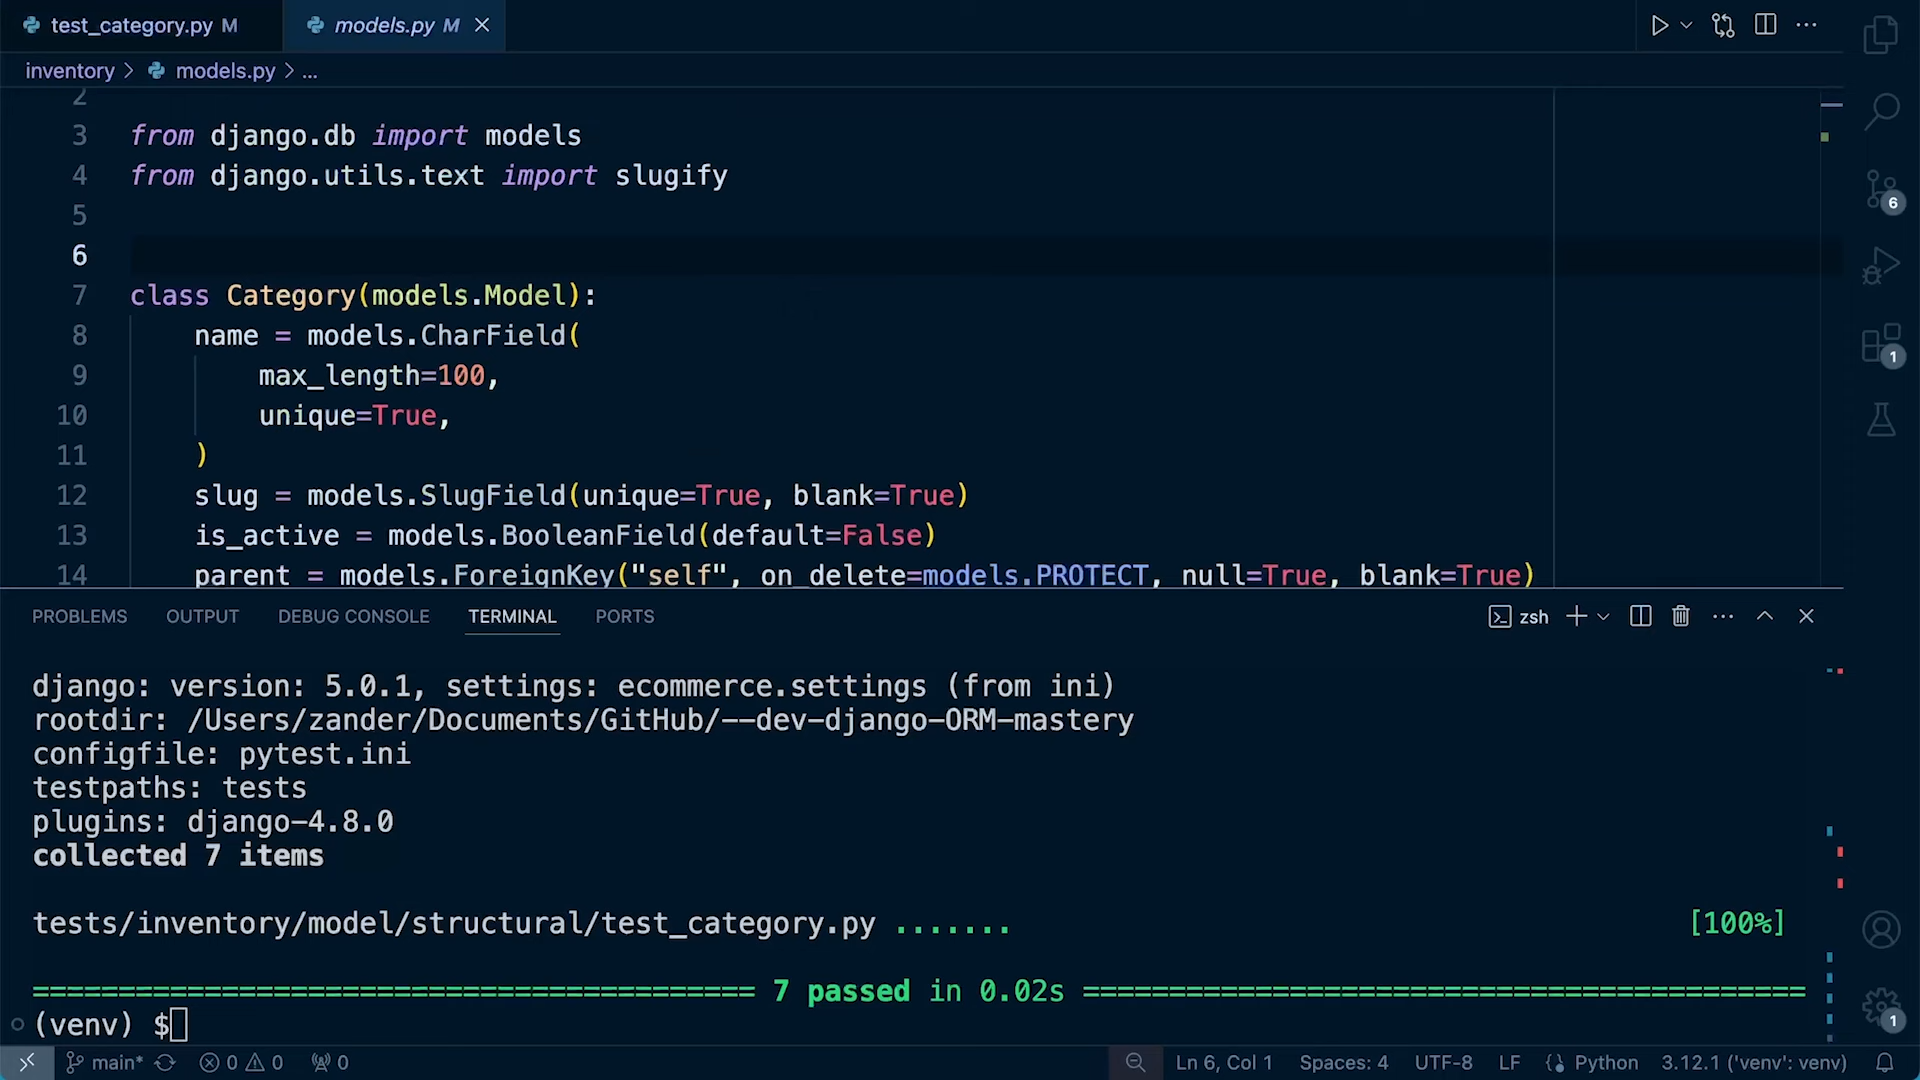 test_category.py M
models.py M
inventory > models.py > ...
2
3 from django.db import models
4 from django.utils.text import slugify
5
6
7 class Category(models.Model):
8 name = models.CharField(
9 max_length=100,
10 unique=True,
11 )
12 slug = models.SlugField(unique=True, blank=True)
13 is_active = models.BooleanField(default=False)
14 parent = models.ForeignKey("self", on_delete=models.PROTECT, null=True, blank=True)
6
1
PROBLEMS OUTPUT DEBUG CONSOLE TERMINAL PORTS
zsh
django: version: 5.0.1, settings: ecommerce.settings (from ini)
rootdir: /Users/zander/Documents/GitHub/--dev-django-ORM-mastery
configfile: pytest.ini
testpaths: tests
plugins: django-4.8.0
collected 7 items
tests/inventory/model/structural/test_category.py ....... [100%]
========================================== 7 passed in 0.02s ==========================================
(venv) $
1
main* 0 0 0 Ln 6, Col 1 Spaces: 4 UTF-8 LF Python 3.12.1 ('venv': venv)